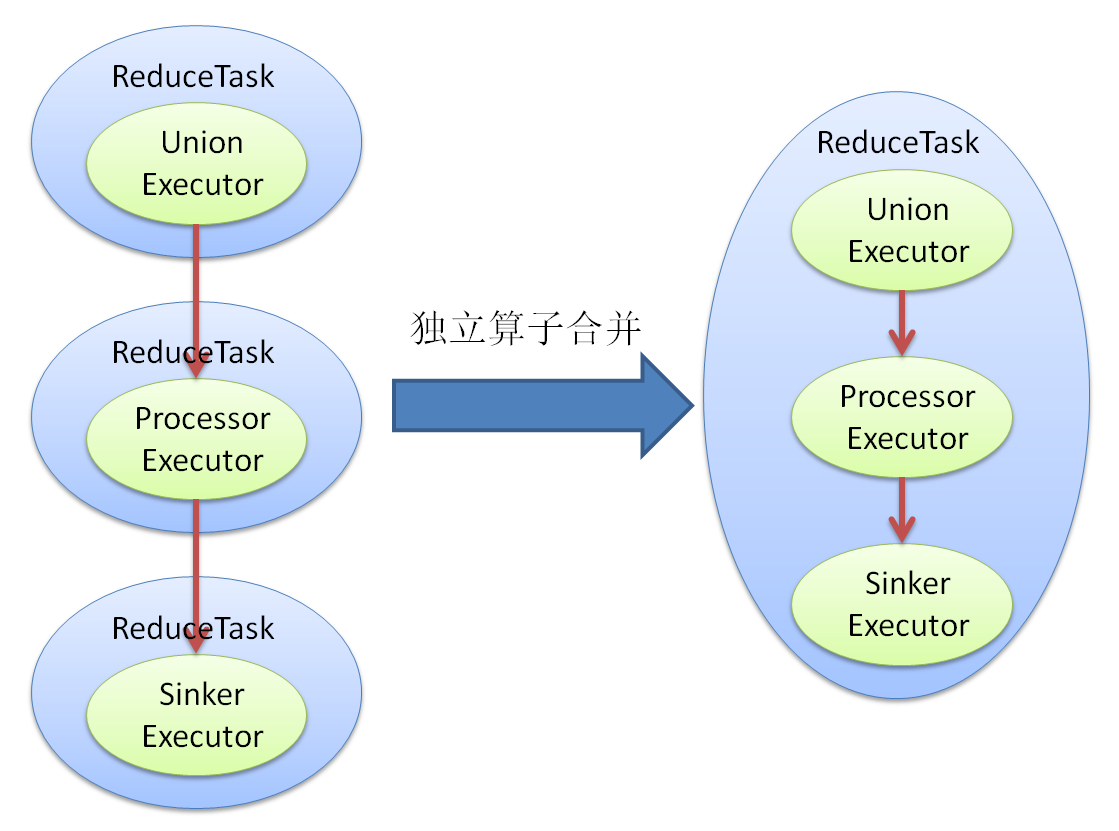 ReduceTask
Union
Executor
ReduceTask
Processor
Executor
ReduceTask
Sinker
Executor
独立算子合并
ReduceTask
Union
Executor
Processor
Executor
Sinker
Executor